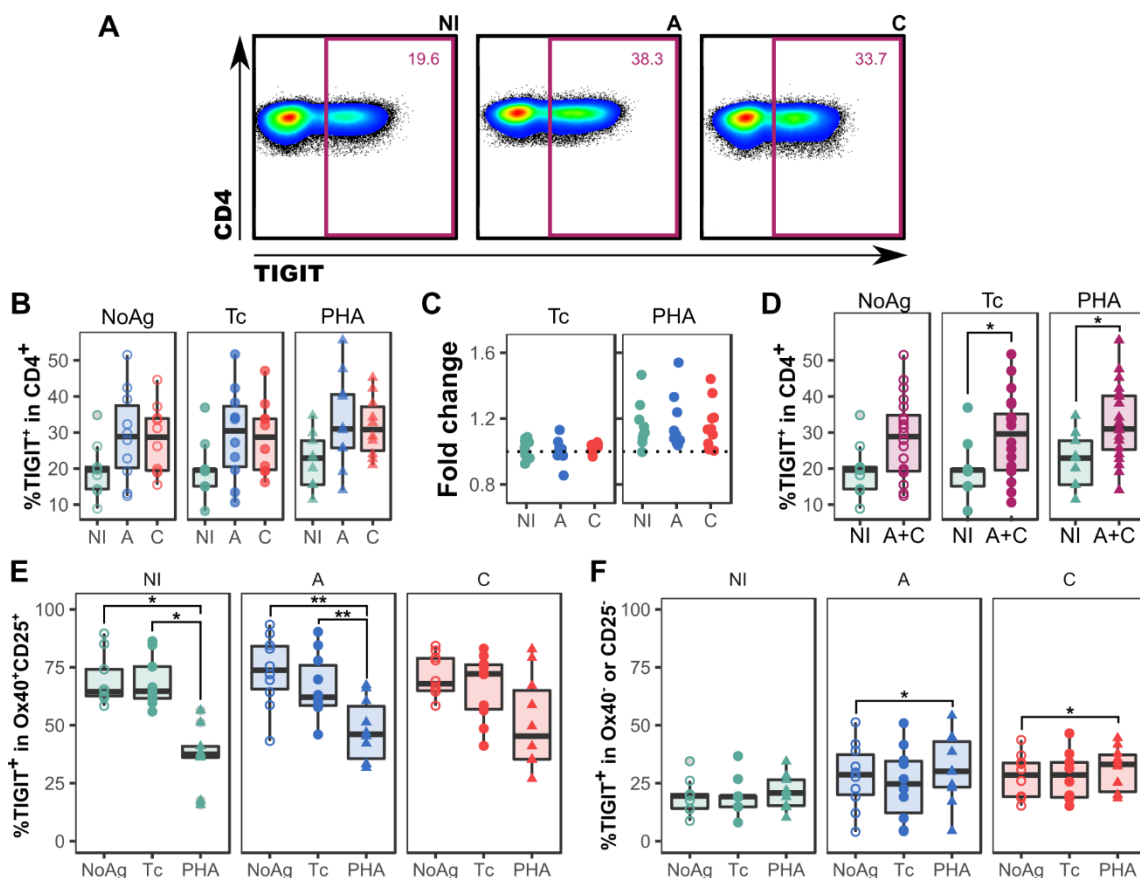 A
NI
A
C
19.6
38.3
33.7
CD4
TIGIT
B
NoAg
Tc
PHA
%TIGIT⁺ in CD4⁺
50
40
30
20
10
NI A C
NI A C
NI A C
C
Tc
PHA
Fold change
1.6
1.2
0.8
NI A C
NI A C
D
NoAg
Tc
PHA
%TIGIT⁺ in CD4⁺
50
40
30
20
10
*
*
NI A+C
NI A+C
NI A+C
E
NI
A
C
%TIGIT⁺ in Ox40⁺CD25⁺
100
75
50
25
0
*
*
**
**
NoAg Tc PHA
NoAg Tc PHA
NoAg Tc PHA
F
NI
A
C
%TIGIT⁺ in Ox40⁻ or CD25⁻
100
75
50
25
0
*
*
NoAg Tc PHA
NoAg Tc PHA
NoAg Tc PHA